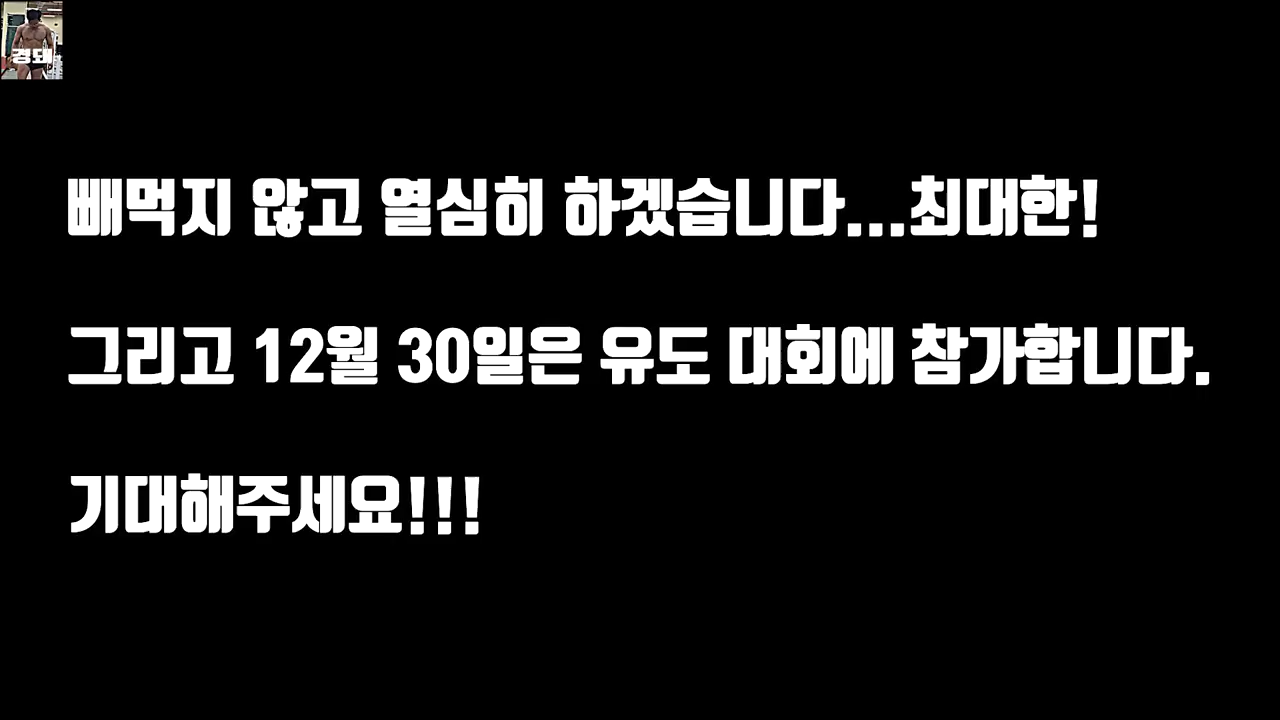 경돼
빼먹지 않고 열심히 하겠습니다...최대한!
그리고 12월 30일은 유도 대회에 참가합니다.
기대해주세요!!!